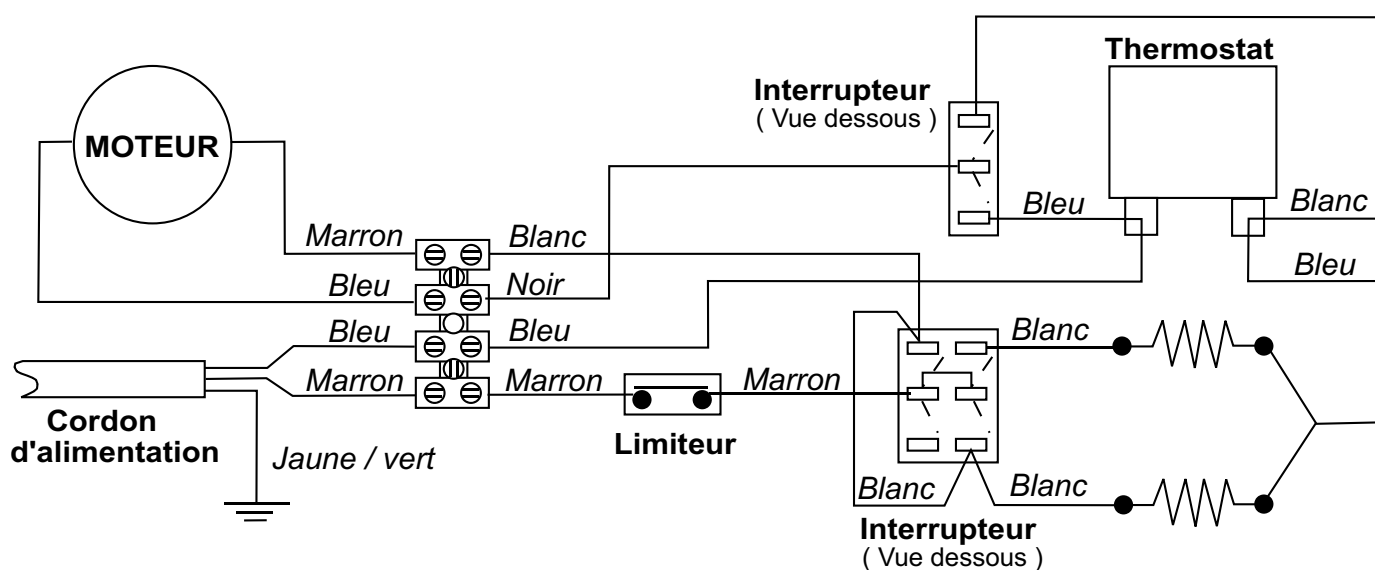 Thermostat
Interrupteur
( Vue dessous )
MOTEUR
Bleu
Blanc
Marron
Blanc
Bleu
Bleu
Noir
Bleu
Bleu
Blanc
Marron
Marron
Marron
Cordon
d'alimentation
Limiteur
Jaune / vert
Blanc
Blanc
Interrupteur
( Vue dessous )